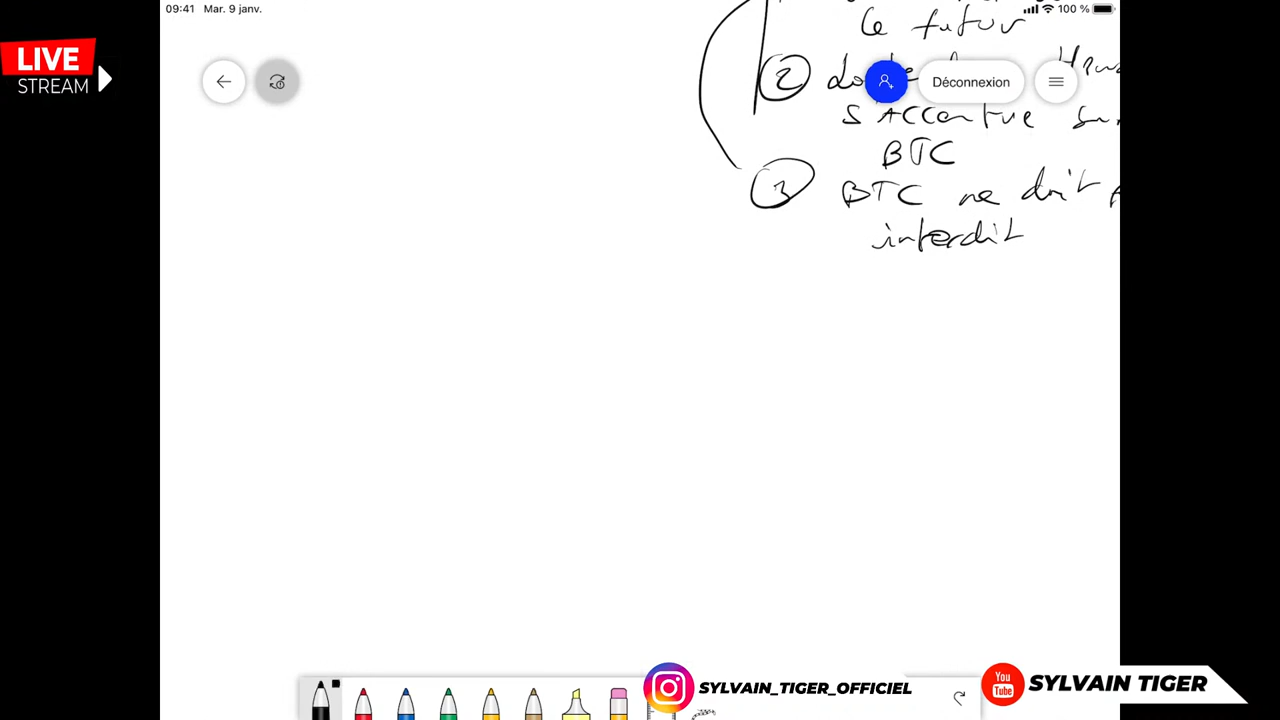 09:41 Mar. 9 janv.
100 %
LIVE
STREAM
le futur
2
Déconnexion
S'ACCentue
BTC
3 BTC ne doit
interdit
SYLVAIN_TIGER_OFFICIEL
You
Tube
SYLVAIN TIGER